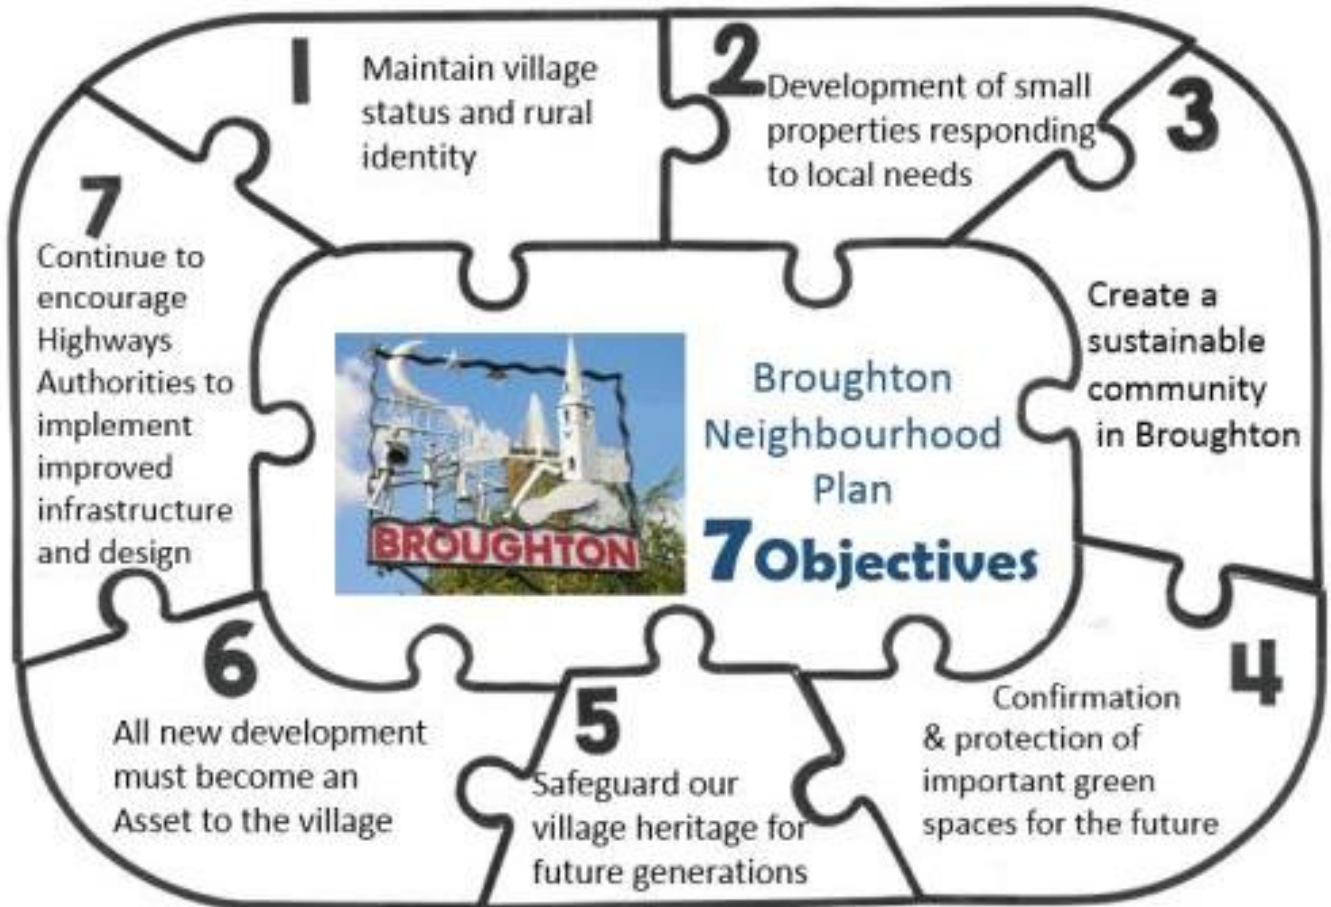 1
Maintain village
status and rural
identity
2
Development of small
properties responding
to local needs
3
Create a
sustainable
community
in Broughton
4
Confirmation
& protection of
important green
spaces for the future
5
Safeguard our
village heritage for
future generations
6
All new development
must become an
Asset to the village
7
Continue to
encourage
Highways
Authorities to
implement
improved
infrastructure
and design
BROUGHTON
Broughton
Neighbourhood
Plan
7 Objectives